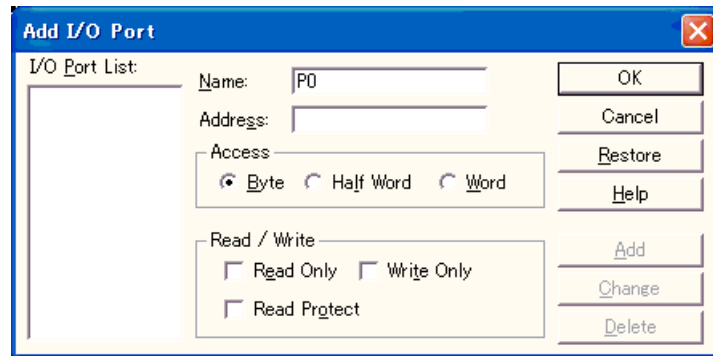 Add I/O Port
I/O Port List:
Name: P0
Address:
Access
Byte Half Word Word
Read / Write
Read Only Write Only
Read Protect
OK
Cancel
Restore
Help
Add
Change
Delete